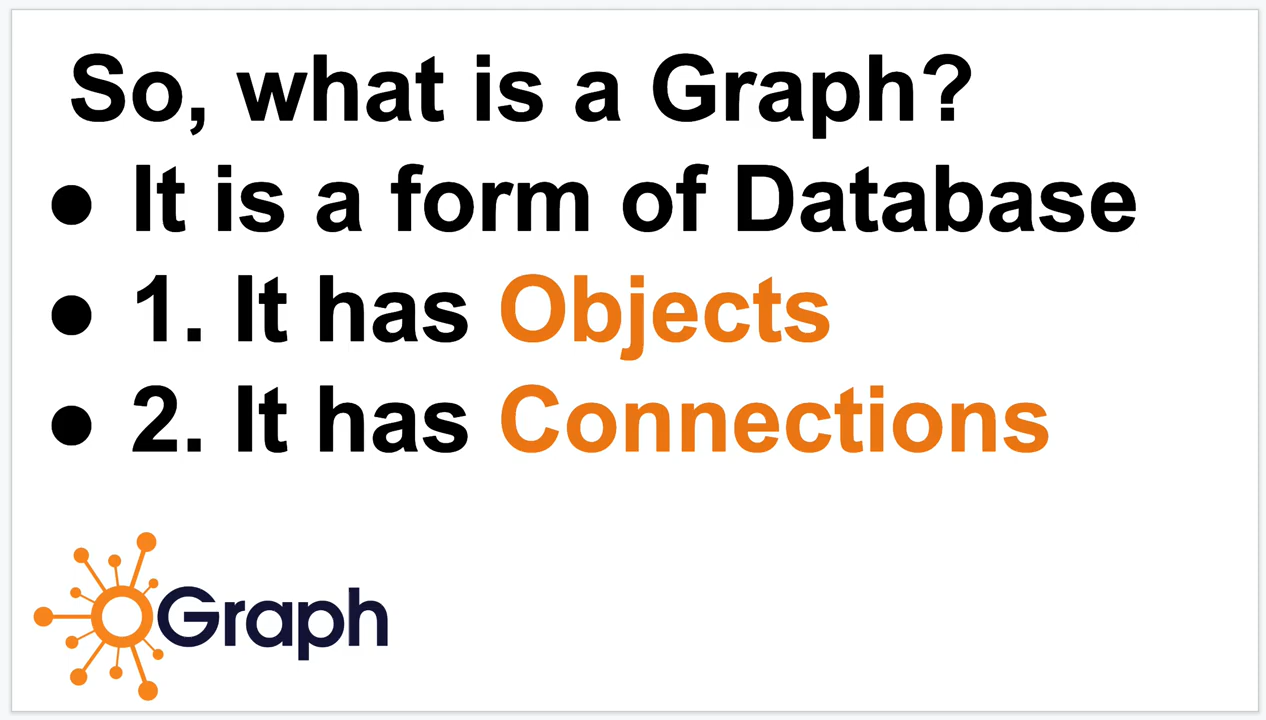 So, what is a Graph?
● It is a form of Database
● 1. It has Objects
● 2. It has Connections
Graph